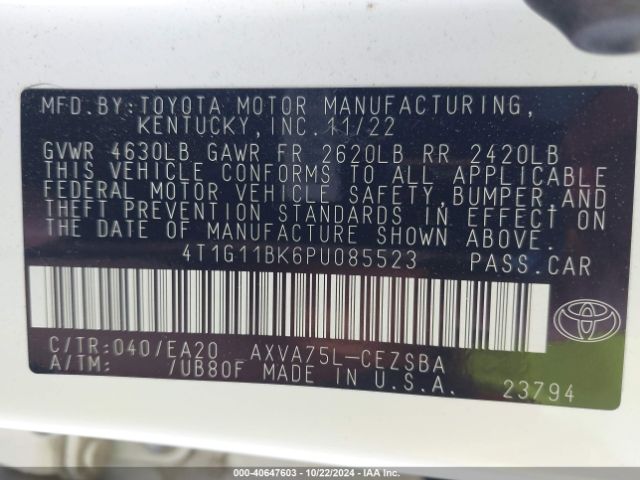 MFD.BY:TOYOTA MOTOR MANUFACTURING,
KENTUCKY,INC.11/22
GVWR 4630LB GAWR FR 2620LB RR 2420LB
THIS VEHICLE CONFORMS TO ALL APPLICABLE
FEDERAL MOTOR VEHICLE SAFETY,BUMPER,AND
THEFT PREVENTION STANDARDS IN EFFECT ON
THE DATE OF MANUFACTURE SHOWN ABOVE.
4T1G11BK6PU085523 PASS.CAR
C/TR:040/EA20 AXVA75L-CEZSBA
A/TM: /UB80F MADE IN U.S.A. 23794
000-40647603 - 10/22/2024 - IAA Inc.